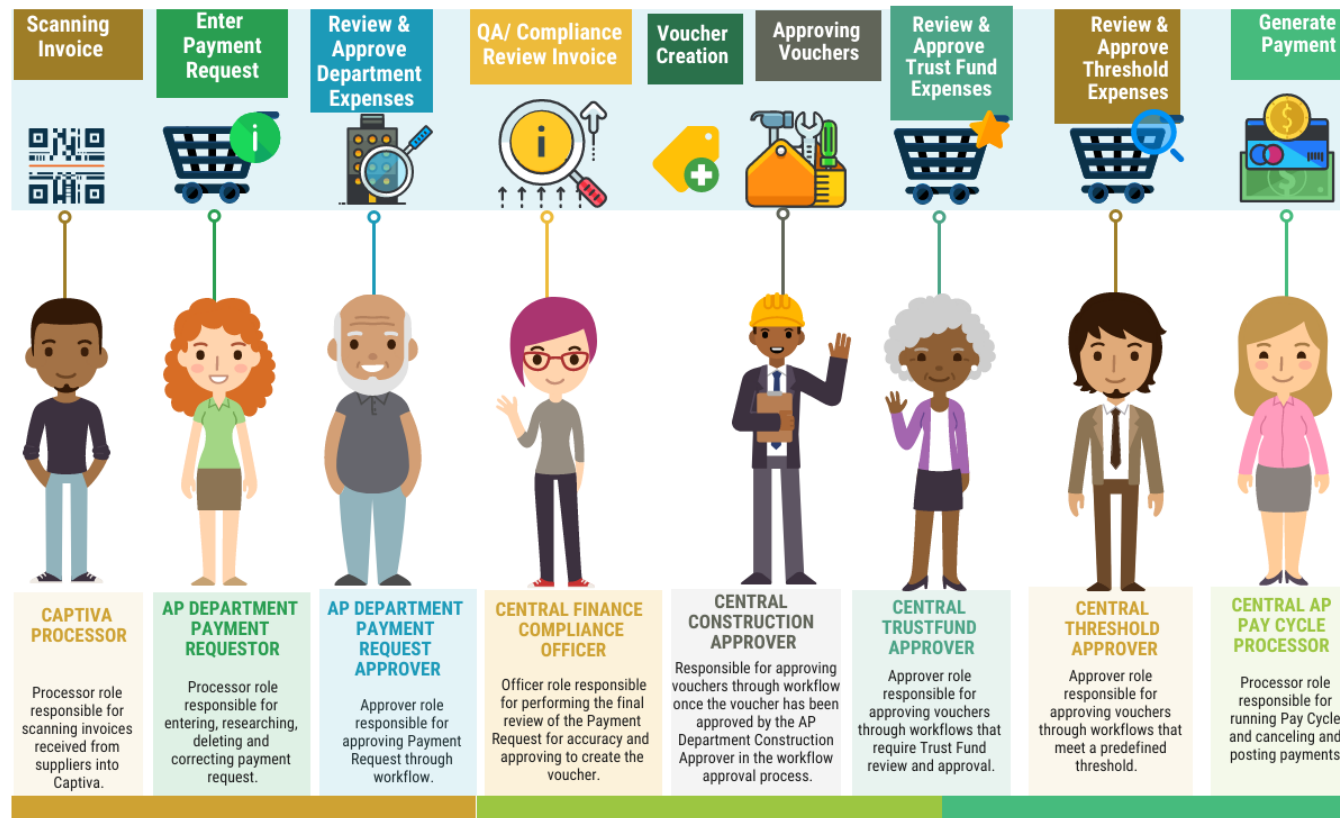 Scanning
Invoice
Enter
Payment
Request
Review &
Approve
Department
Expenses
QA/ Compliance
Review Invoice
Voucher
Creation
Approving
Vouchers
Review &
Approve
Trust Fund
Expenses
Review &
Approve
Threshold
Expenses
Generate
Payment
CAPTIVA
PROCESSOR
Processor role
responsible for
scanning invoices
received from
suppliers into
Captiva.
AP DEPARTMENT
PAYMENT
REQUESTOR
Processor role
responsible for
entering, researching,
deleting and
correcting payment
request.
AP DEPARTMENT
PAYMENT
REQUEST
APPROVER
Approver role
responsible for
approving Payment
Request through
workflow.
CENTRAL FINANCE
COMPLIANCE
OFFICER
Officer role responsible
for performing the final
review of the Payment
Request for accuracy and
approving to create the
voucher.
CENTRAL
CONSTRUCTION
APPROVER
Responsible for approving
vouchers through workflow
once the voucher has been
approved by the AP
Department Construction
Approver in the workflow
approval process.
CENTRAL
TRUSTFUND
APPROVER
Approver role
responsible for
approving vouchers
through workflows that
require Trust Fund
review and approval.
CENTRAL
THRESHOLD
APPROVER
Approver role
responsible for
approving vouchers
through workflows that
meet a predefined
threshold.
CENTRAL AP
PAY CYCLE
PROCESSOR
Processor role
responsible for
running Pay Cycle
and canceling and
posting payments